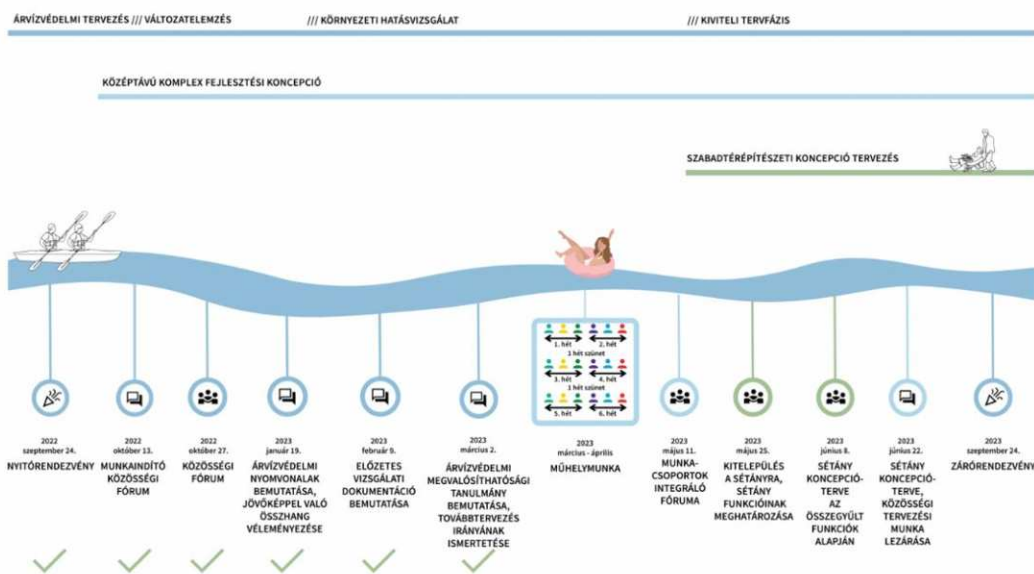 ÁRVÍZVÉDELMI TERVEZÉS /// VÁLTOZATELEMZÉS
/// KÖRNYEZETI HATÁSVIZSGÁLAT
/// KIVITELI TERVFÁZIS
KÖZÉPTÁVÚ KOMPLEX FEJLESZTÉSI KONCEPCIÓ
SZABADTÉRÉPÍTÉSZETI KONCEPCIÓ TERVEZÉS
1. hét
2. hét
1 hét szünet
3. hét
4. hét
1 hét szünet
5. hét
6. hét
2022
szeptember 24.
NYITÓRENDEZVÉNY
2022
október 13.
MUNKAINDÍTÓ
KÖZÖSSÉGI
FÓRUM
2022
október 27.
KÖZÖSSÉGI
FÓRUM
2023
január 19.
ÁRVÍZVÉDELMI
NYOMVONALAK
BEMUTATÁSA,
JÖVŐKÉPPEL VALÓ
ÖSSZHANG
VÉLEMÉNYEZÉSE
2023
február 9.
ELŐZETES
VIZSGÁLATI
DOKUMENTÁCIÓ
BEMUTATÁSA
2023
március 2.
ÁRVÍZVÉDELMI
MEGVALÓSÍTHATÓSÁGI
TANULMÁNY
BEMUTATÁSA,
TOVÁBBTERVEZÉS
IRÁNYÁNAK
ISMERTETÉSE
2023
március - április
MŰHELYMUNKA
2023
május 11.
MUNKA-
CSOPORTOK
INTEGRÁLÓ
FÓRUMA
2023
május 25.
KITELEPÜLÉS
A SÉTÁNYRA,
SÉTÁNY
FUNKCIÓINAK
MEGHATÁROZÁSA
2023
június 8.
SÉTÁNY
KONCEPCIÓ-
TERVE
AZ
ÖSSZEGYŰLT
FUNKCIÓK
ALAPJÁN
2023
június 22.
SÉTÁNY
KONCEPCIÓ-
TERVE,
KÖZÖSSÉGI
TERVEZÉSI
MUNKA
LEZÁRÁSA
2023
szeptember 24.
ZÁRÓRENDEZVÉNY